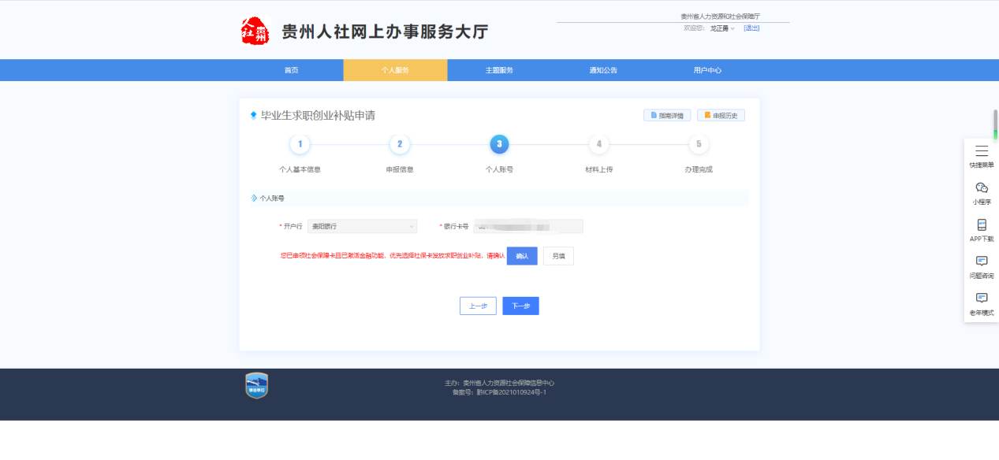 贵州省人力资源和社会保障厅
人社
贵州
贵州人社网上办事服务大厅
欢迎您： 龙正勇 [退出]
首页 个人服务 主题服务 通知公告 用户中心
毕业生求职创业补贴申请 指南详情 申报历史
1 2 3 4 5
个人基本信息 申报信息 个人账号 材料上传 办理完成
个人账号
* 开户行 贵阳银行 * 银行卡号
您已申领社会保障卡且已激活金融功能，优先选择社保卡发放求职创业补贴，请确认 确认 另填
上一步 下一步
快捷菜单
小程序
APP下载
问题咨询
老年模式
主办：贵州省人力资源社会保障信息中心
备案号：黔ICP备2021010924号-1